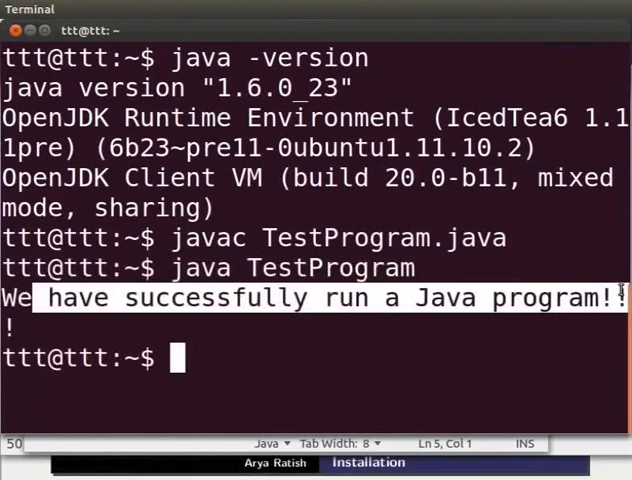 Terminal
ttt@ttt: ~
ttt@ttt:~$ java -version
java version "1.6.0_23"
OpenJDK Runtime Environment (IcedTea6 1.1
1pre) (6b23~pre11-0ubuntu1.11.10.2)
OpenJDK Client VM (build 20.0-b11, mixed
mode, sharing)
ttt@ttt:~$ javac TestProgram.java
ttt@ttt:~$ java TestProgram
We have successfully run a Java program!!
!
ttt@ttt:~$
50 Java Tab Width: 8 Ln 5, Col 1 INS
Arya Ratish Installation